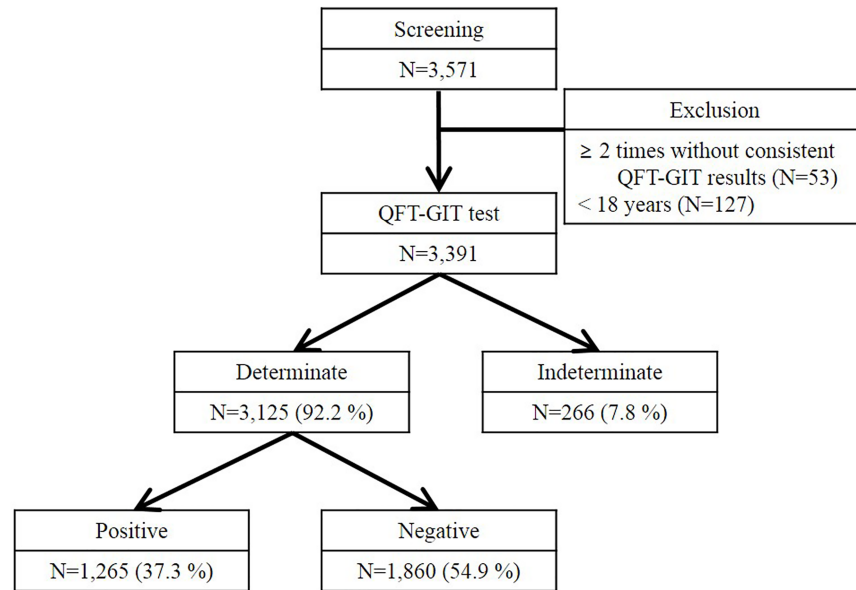 Screening
N=3,571
Exclusion
≥ 2 times without consistent
QFT-GIT results (N=53)
< 18 years (N=127)
QFT-GIT test
N=3,391
Determinate
N=3,125 (92.2 %)
Indeterminate
N=266 (7.8 %)
Positive
N=1,265 (37.3 %)
Negative
N=1,860 (54.9 %)